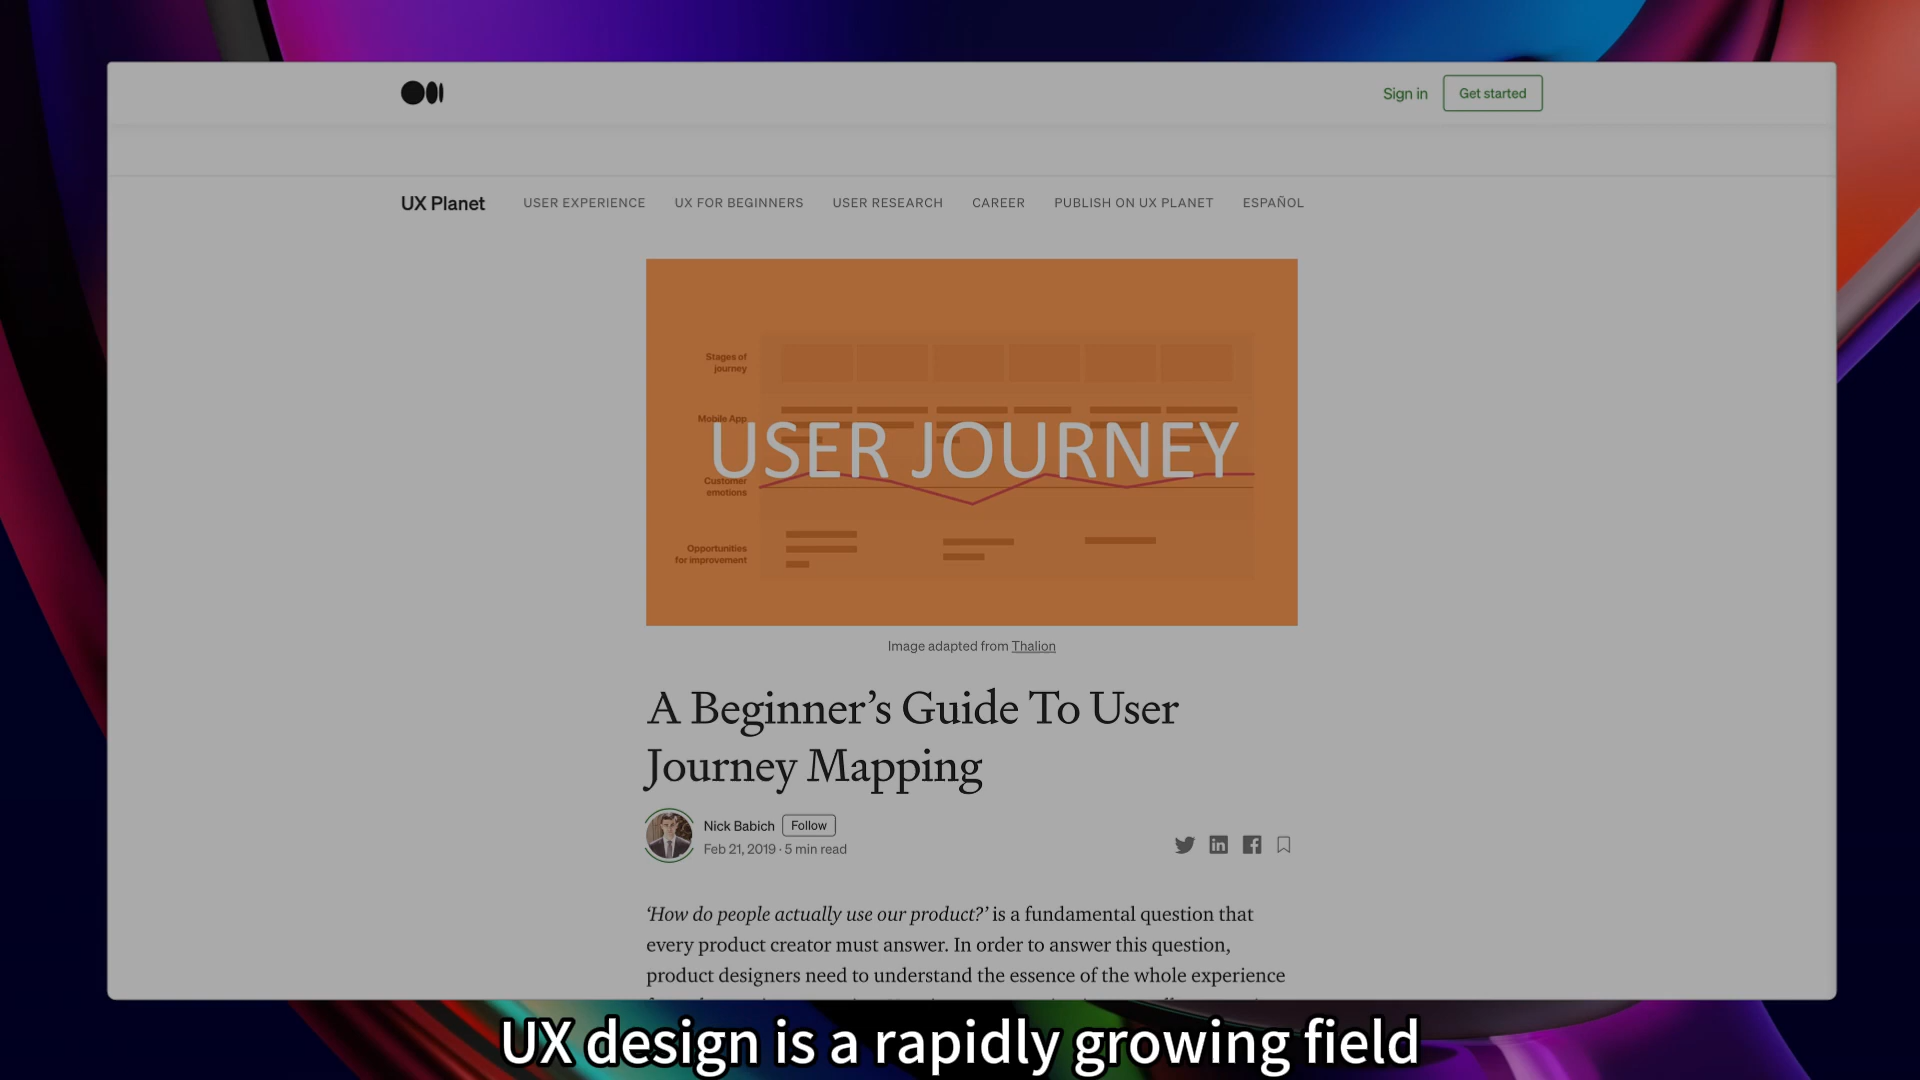 Sign in
Get started
UX Planet
USER EXPERIENCE
UX FOR BEGINNERS
USER RESEARCH
CAREER
PUBLISH ON UX PLANET
ESPAÑOL
Stages of
journey
Mobile App
USER JOURNEY
Customer
emotions
Opportunities
for improvement
Image adapted from Thalion
A Beginner’s Guide To User
Journey Mapping
Nick Babich
Follow
Feb 21, 2019 · 5 min read
‘How do people actually use our product?’ is a fundamental question that
every product creator must answer. In order to answer this question,
product designers need to understand the essence of the whole experience
UX design is a rapidly growing field